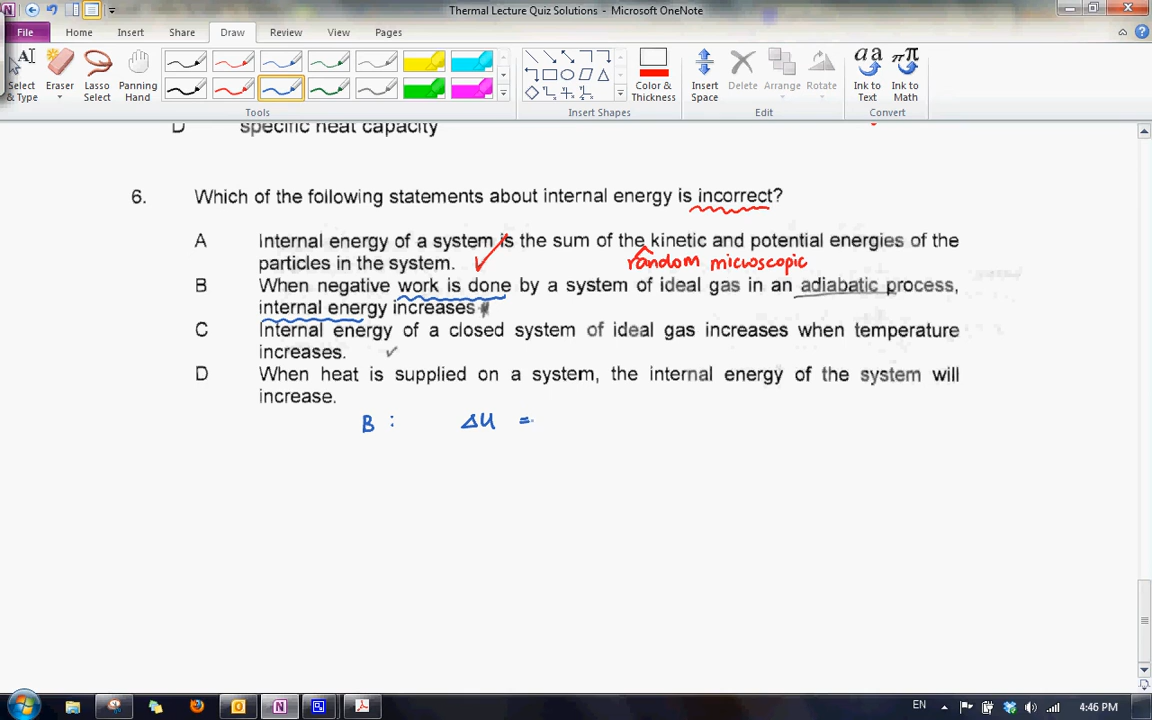 Thermal Lecture Quiz Solutions - Microsoft OneNote
File Home Insert Share Draw Review View Pages
Select & Type
Eraser
Lasso Select
Panning Hand
Color & Thickness
Insert Space
Delete
Arrange
Rotate
Ink to Text
Ink to Math
Tools
Insert Shapes
Edit
Convert
D specific heat capacity
6. Which of the following statements about internal energy is incorrect?
A Internal energy of a system is the sum of the kinetic and potential energies of the
particles in the system.
random microscopic
B When negative work is done by a system of ideal gas in an adiabatic process,
internal energy increases
C Internal energy of a closed system of ideal gas increases when temperature
increases.
D When heat is supplied on a system, the internal energy of the system will
increase.
B : ΔU =
EN
4:46 PM